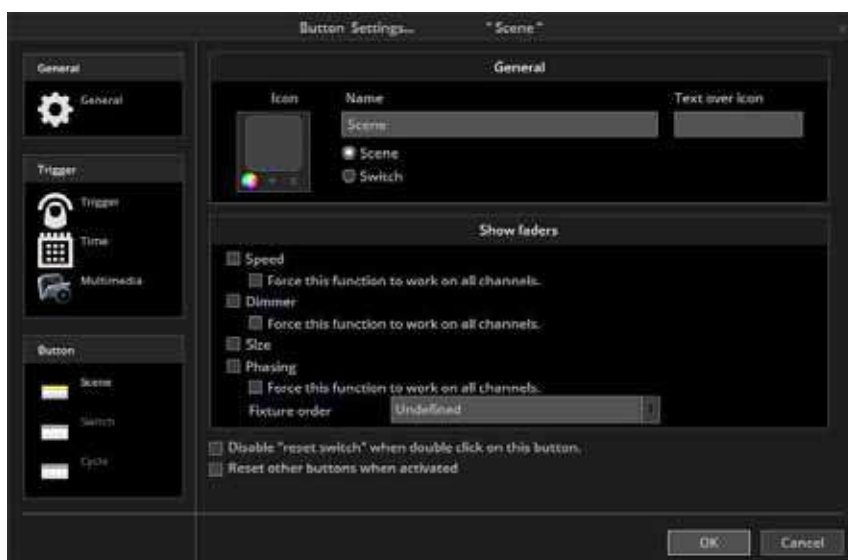 Button Settings... "Scene"
General
General
Trigger
Trigger
Time
Multimedia
Button
Scene
Switch
Cycle
General
Icon Name Text over icon
Scene
Scene
Switch
Show faders
Speed
Force this function to work on all channels.
Dimmer
Force this function to work on all channels.
Size
Phasing
Force this function to work on all channels.
Fixture order Undefined
Disable "reset switch" when double click on this button.
Reset other buttons when activated
OK Cancel